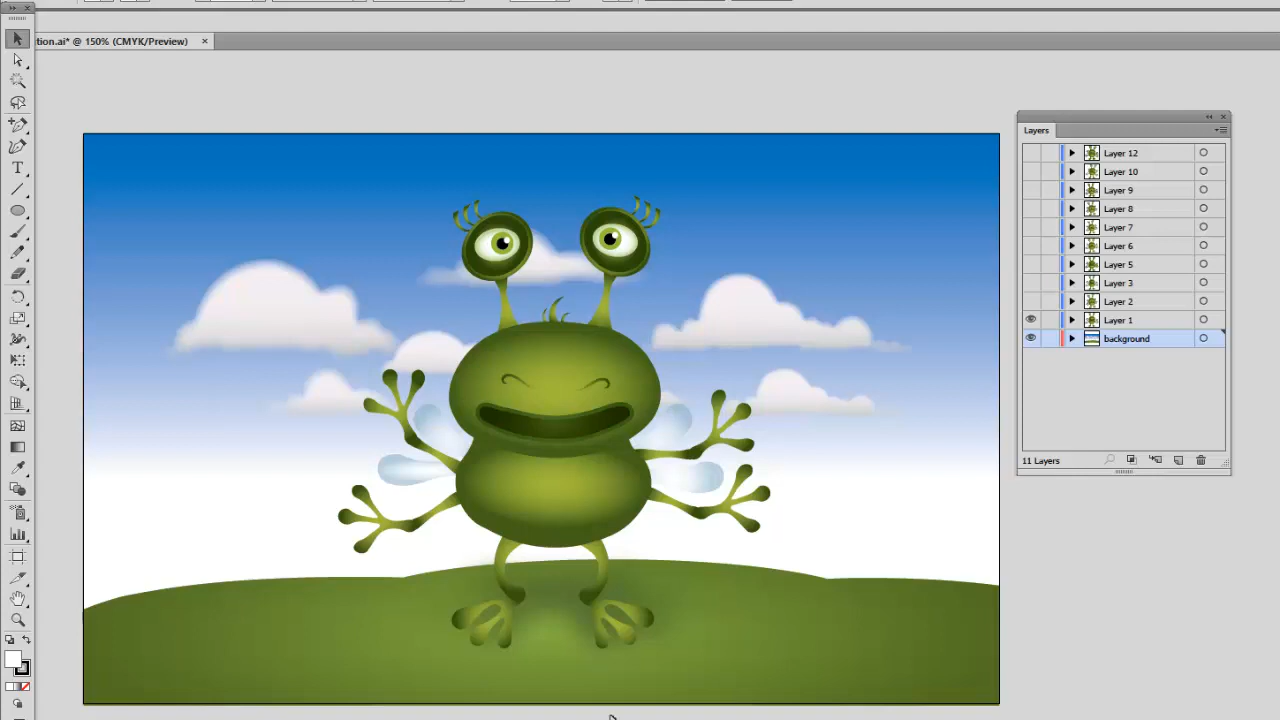 tion.ai* @ 150% (CMYK/Preview)
Layers
Layer 12
Layer 10
Layer 9
Layer 8
Layer 7
Layer 6
Layer 5
Layer 3
Layer 2
Layer 1
background
11 Layers